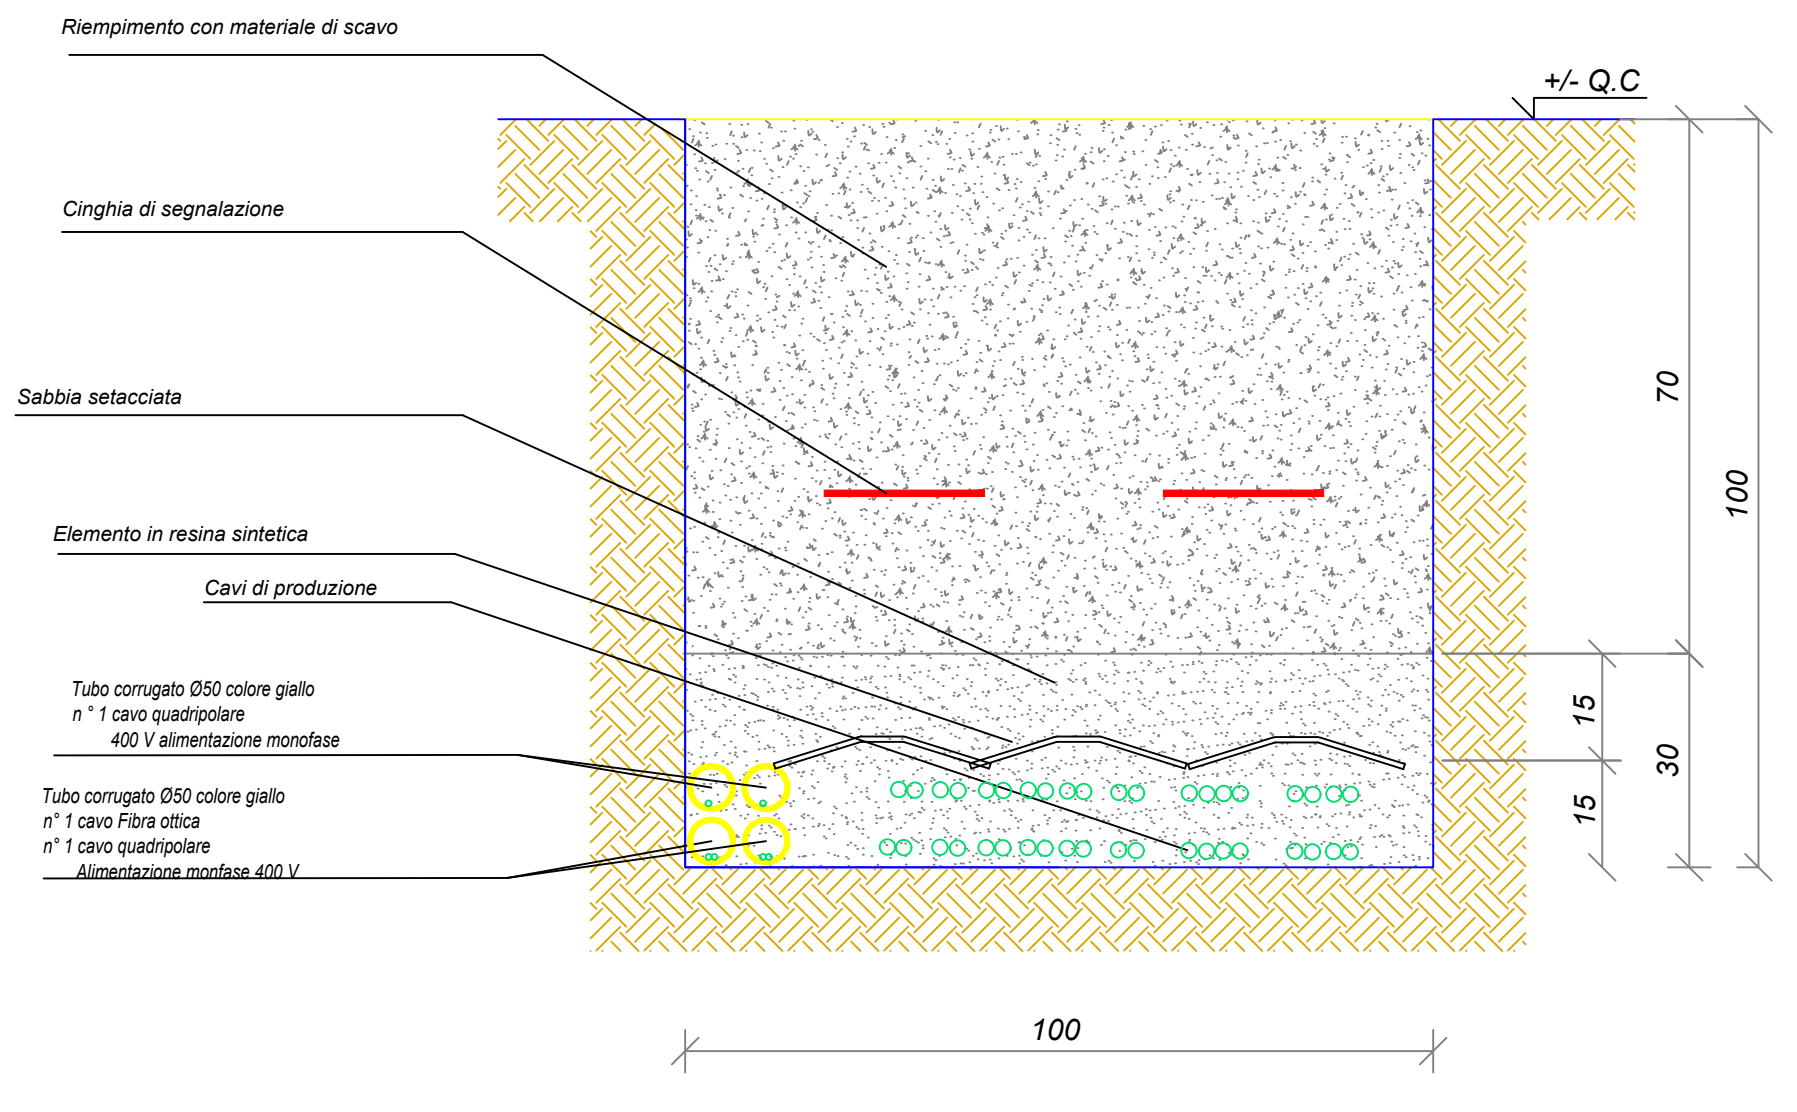 Riempimento con materiale di scavo
+/- Q.C
Cinghia di segnalazione
70
Sabbia setacciata
100
Elemento in resina sintetica
Cavi di produzione
Tubo corrugato Ø50 colore giallo
n ° 1 cavo quadripolare
400 V alimentazione monofase
15
30
Tubo corrugato Ø50 colore giallo
n° 1 cavo Fibra ottica
n° 1 cavo quadripolare
Alimentazione monfase 400 V
15
100